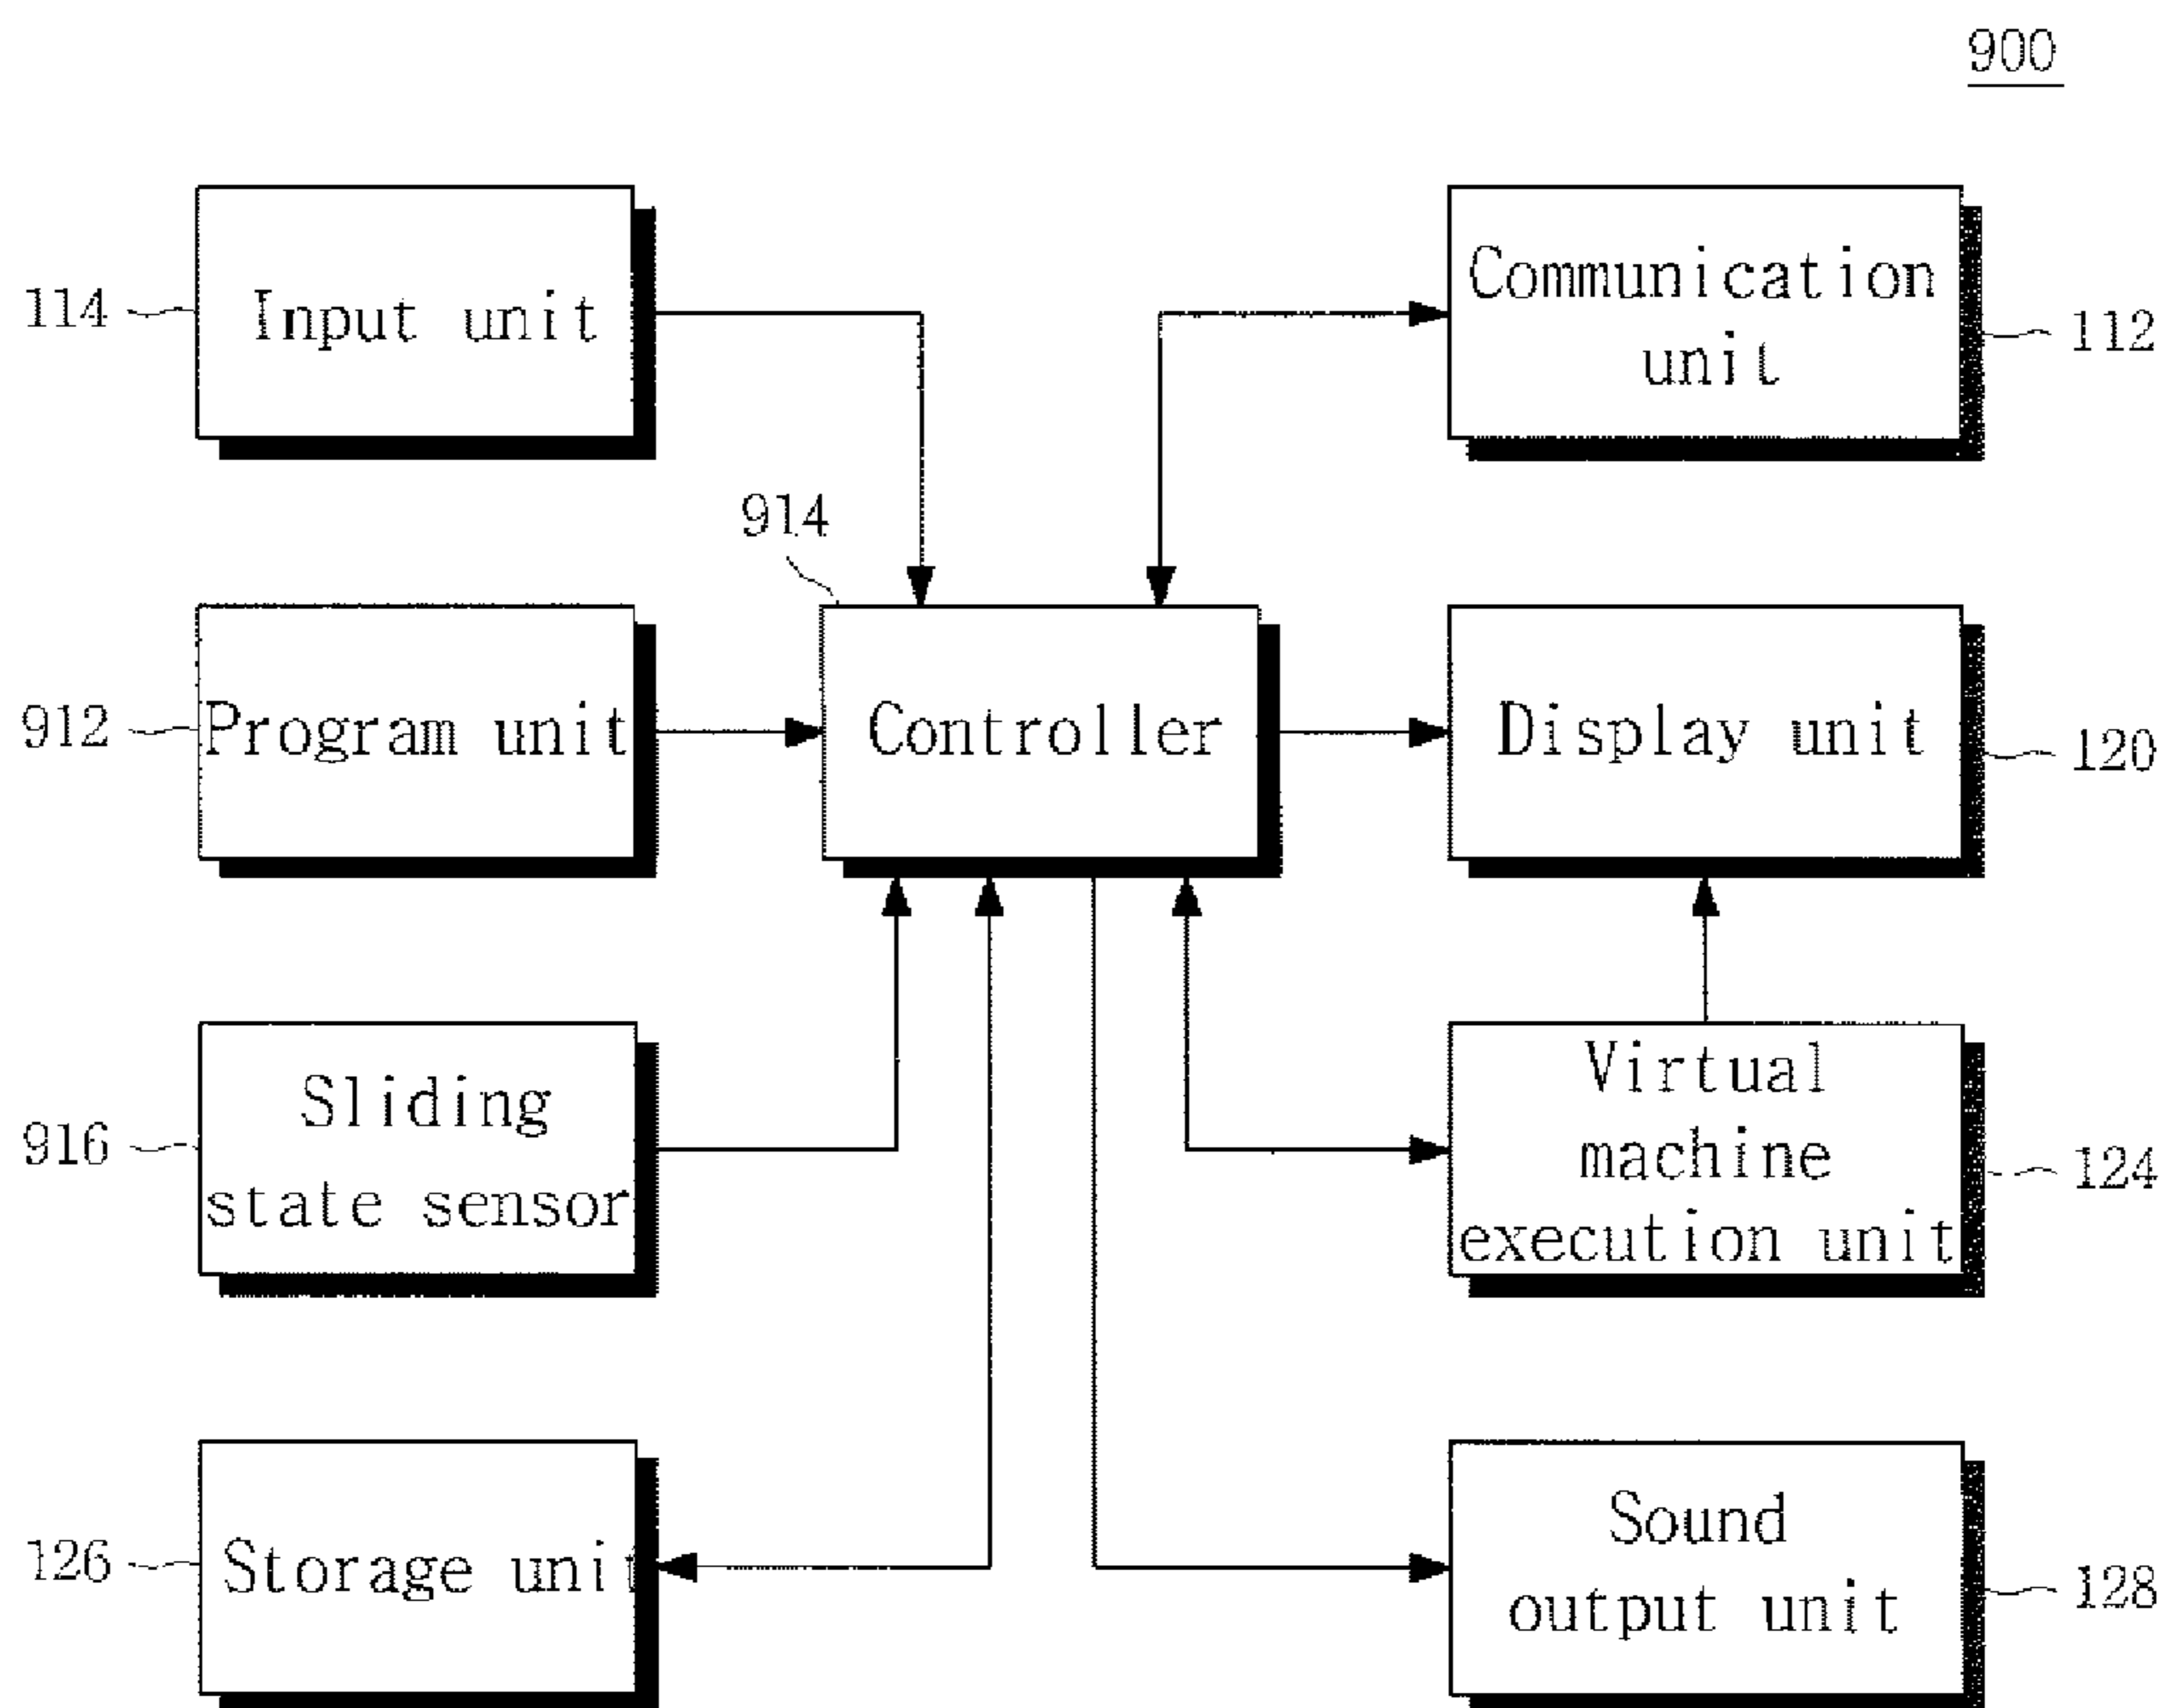 900
114
Input unit
Communication
unit
112
914
912
Program unit
Controller
Display unit
120
916
Sliding
state sensor
Virtual
machine
execution unit
124
126
Storage unit
Sound
output unit
128